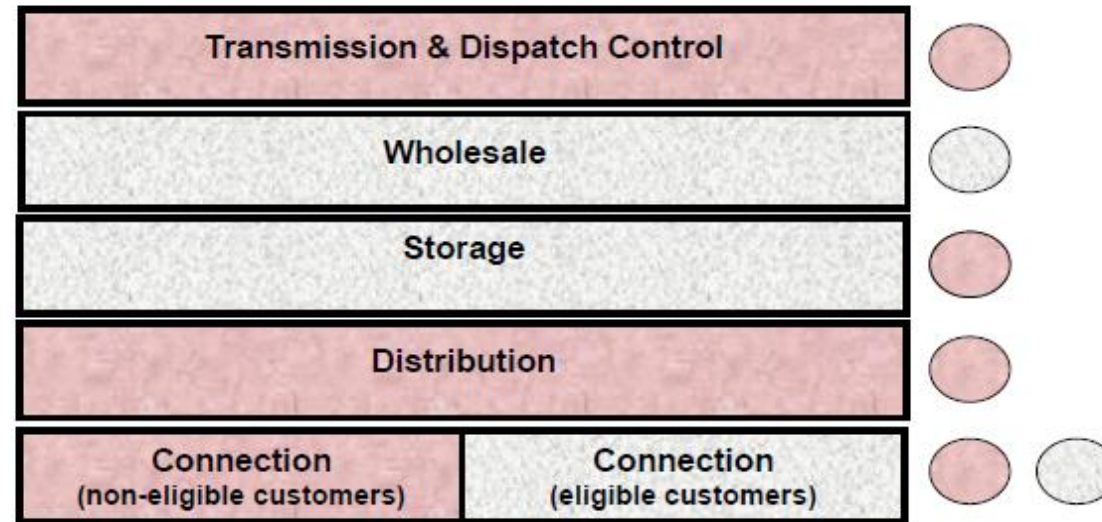 Transmission & Dispatch Control
Wholesale
Storage
Distribution
Connection
(non-eligible customers)
Connection
(eligible customers)